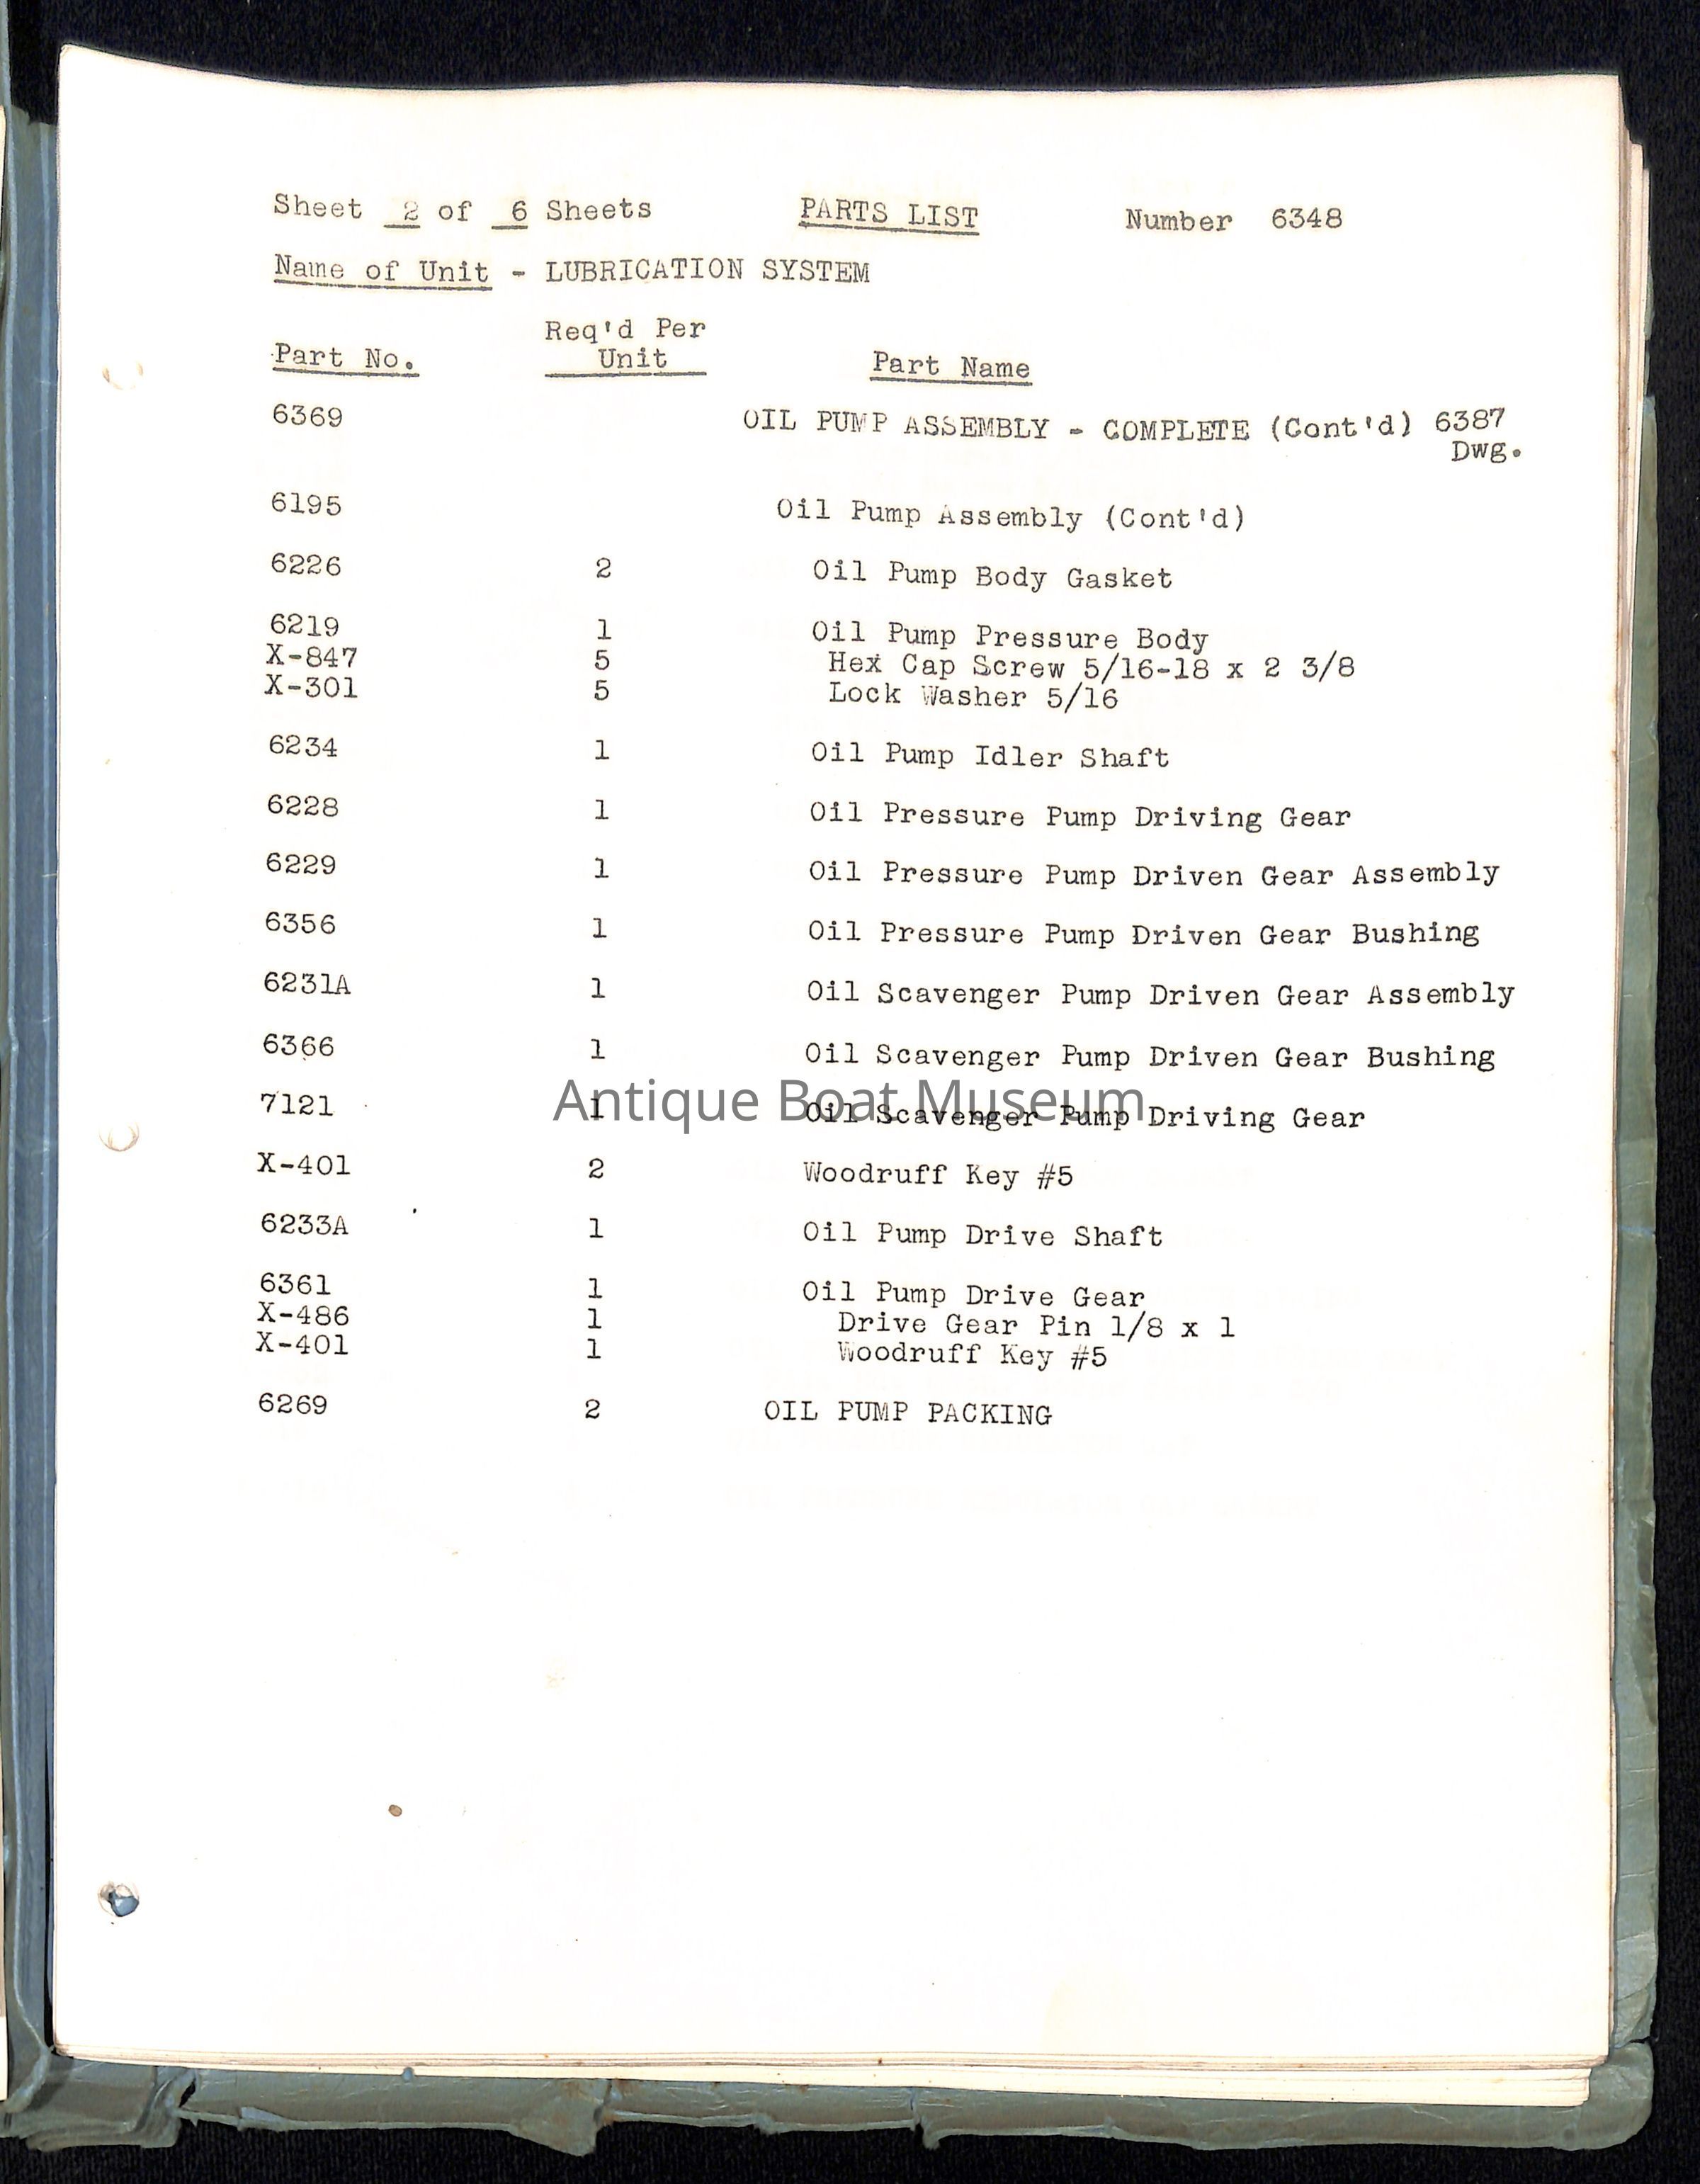 Sheet 2 of 6 Sheets PARTS LIST Number 6348
Name of Unit - LUBRICATION SYSTEM
Part No. Req'd Per Unit Part Name
6369 OIL PUMP ASSEMBLY - COMPLETE (Cont'd) 6387
Dwg.
6195 Oil Pump Assembly (Cont'd)
6226 2 Oil Pump Body Gasket
6219 1 Oil Pump Pressure Body
X-847 5 Hex Cap Screw 5/16-18 x 2 3/8
X-301 5 Lock Washer 5/16
6234 1 Oil Pump Idler Shaft
6228 1 Oil Pressure Pump Driving Gear
6229 1 Oil Pressure Pump Driven Gear Assembly
6356 1 Oil Pressure Pump Driven Gear Bushing
6231A 1 Oil Scavenger Pump Driven Gear Assembly
6366 1 Oil Scavenger Pump Driven Gear Bushing
Antique Boat Museum
7121 1 Oil Scavenger Pump Driving Gear
X-401 2 Woodruff Key #5
6233A 1 Oil Pump Drive Shaft
6361 1 Oil Pump Drive Gear
X-486 1 Drive Gear Pin 1/8 x 1
X-401 1 Woodruff Key #5
6269 2 OIL PUMP PACKING